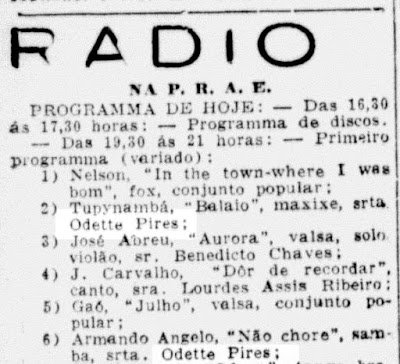 RADIO
NA P. R. A. E.
PROGRAMMA DE HOJE: — Das 16,30
ás 17,30 horas: — Programma de discos.
— Das 19,30 ás 21 horas: — Primeiro
programma (variado):
1) Nelson, "In the town-where I was
bom", fox, conjunto popular;
2) Tupynambá, "Balaio", maxixe, srta.
Odette Pires;
3) José Abreu, "Aurora", valsa, solo
violão, sr. Benedicto Chaves;
4) J. Carvalho, "Dôr de recordar",
canto, sra. Lourdes Assis Ribeiro;
5) Gaó, "Julho", valsa, conjunto po-
pular;
6) Armando Angelo, "Não chore", sam-
ba, srta. Odette Pires;